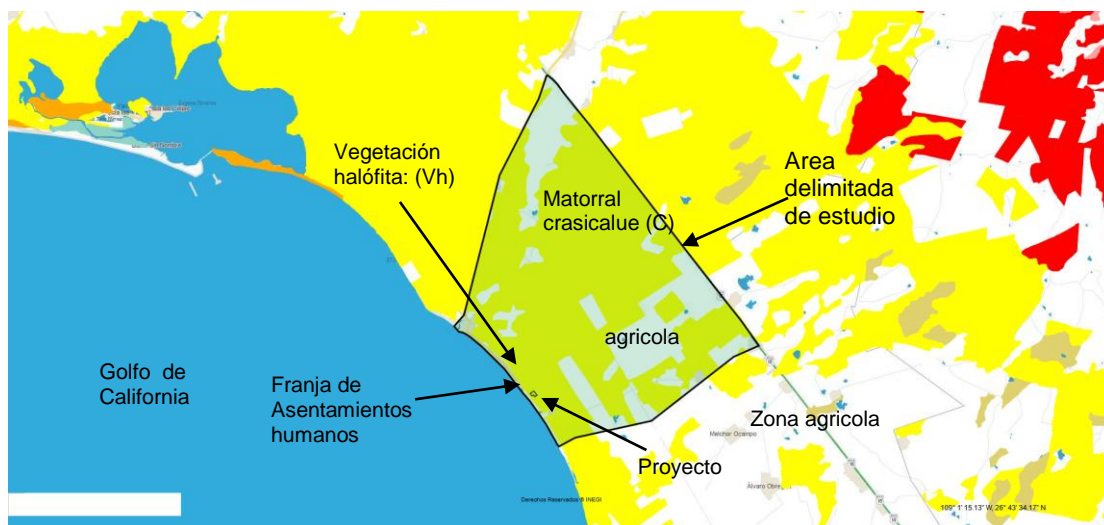 Vegetación
halófita: (Vh)
Matorral
crasicalue (C)
Area
delimitada
de estudio
agricola
Golfo de
California
Franja de
Asentamientos
humanos
Zona agricola
Proyecto
Melchor Ocampo
Álvaro Obre
Derechos Reservados © INEGI
109° 1' 15.13" W, 26° 43' 34.17" N